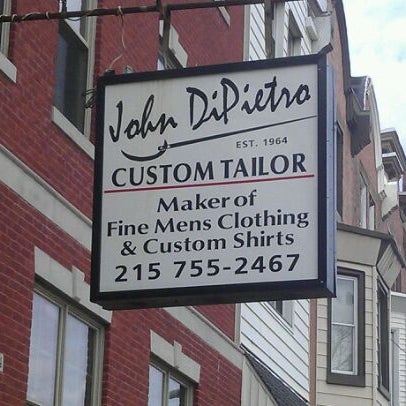 John DiPietro
EST. 1964
CUSTOM TAILOR
Maker of
Fine Mens Clothing
& Custom Shirts
215 755-2467